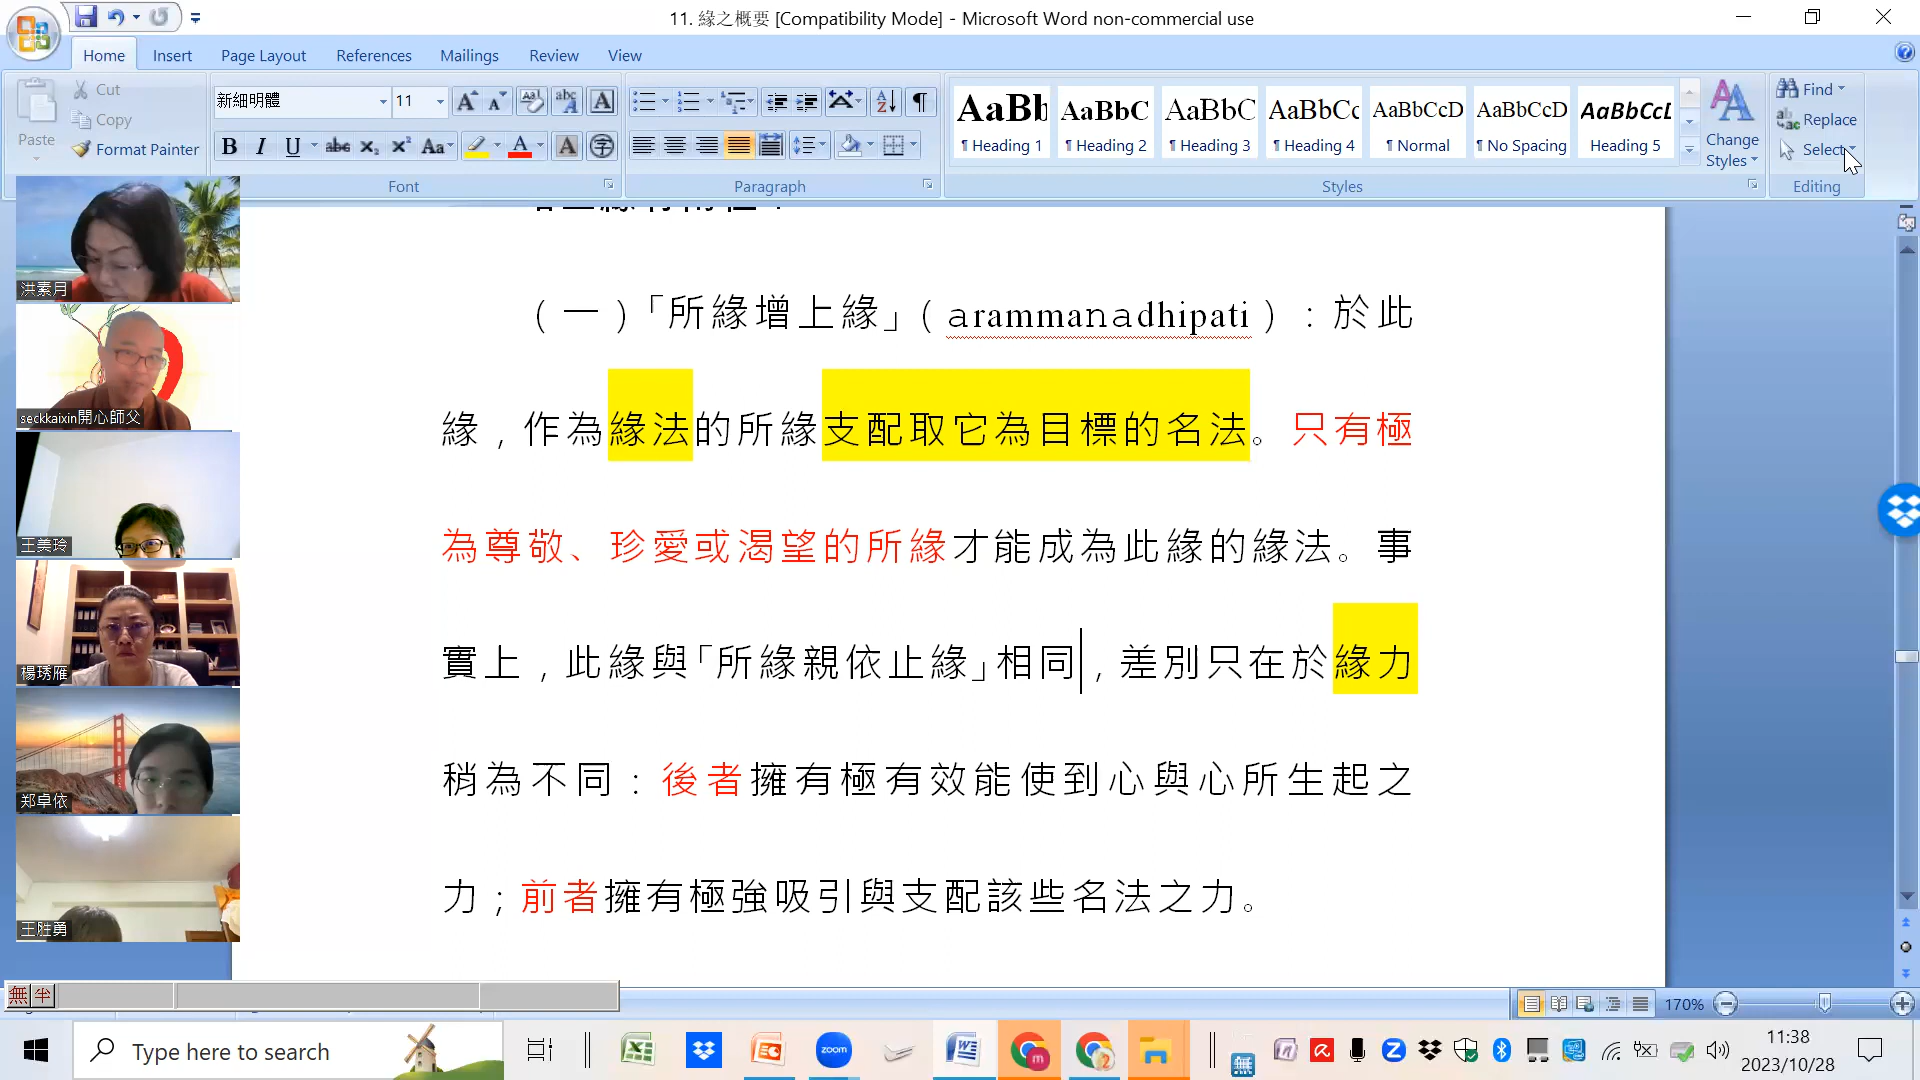 11. 緣之概要 [Compatibility Mode] - Microsoft Word non-commercial use
Home Insert Page Layout References Mailings Review View
Paste
Cut
Copy
Format Painter
新細明體 11
Font
Paragraph
AaBb AaBbC AaBbC AaBbCc AaBbCcD AaBbCcD AaBbCcL
¶ Heading 1 ¶ Heading 2 ¶ Heading 3 ¶ Heading 4 ¶ Normal ¶ No Spacing Heading 5
Styles
Change Styles
Find
Replace
Select
Editing
(一)「所緣增上緣」(arammanadhipati):於此
緣,作為緣法的所緣支配取它為目標的名法。只有極
為尊敬、珍愛或渴望的所緣才能成為此緣的緣法。事
實上,此緣與「所緣親依止緣」相同,差別只在於緣力
稍為不同:後者擁有極有效能使到心與心所生起之
力;前者擁有極強吸引與支配該些名法之力。
洪素月
seckkaixin開心師父
王美玲
楊琇雁
郑卓依
王胜勇
無半
170%
Type here to search
zoom
11:38
2023/10/28